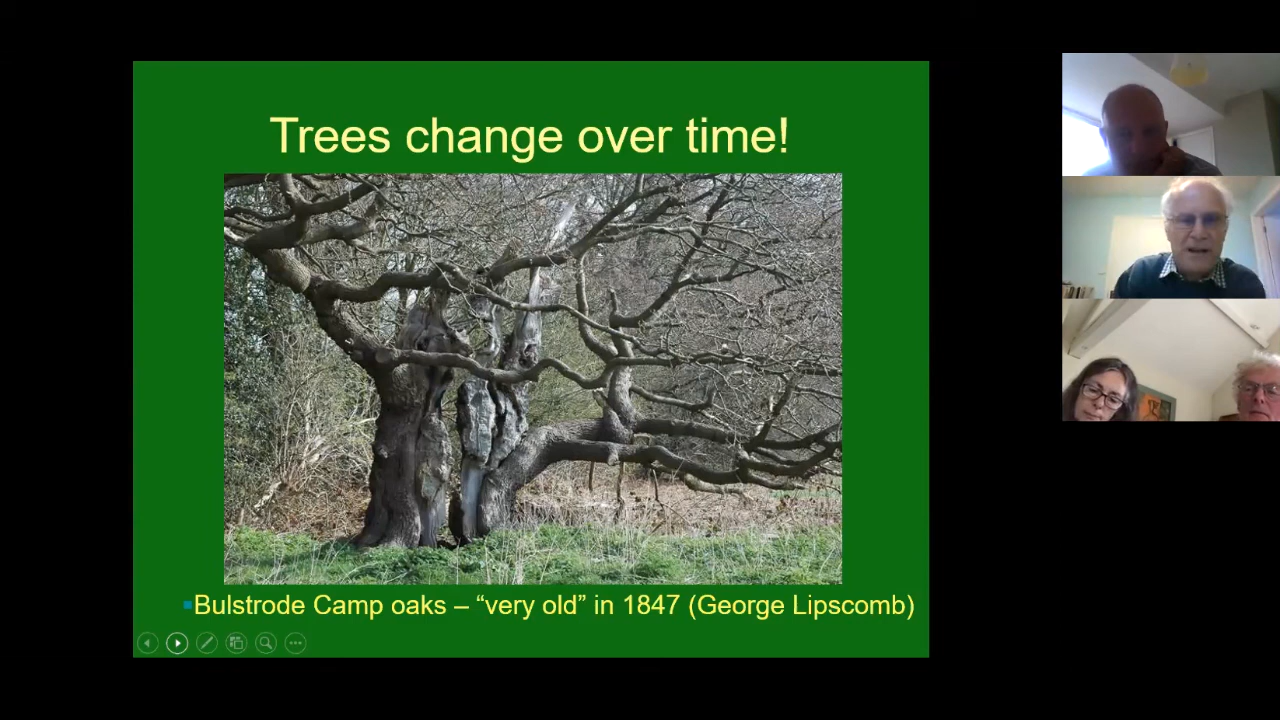 Trees change over time!
Bulstrode Camp oaks – “very old” in 1847 (George Lipscomb)